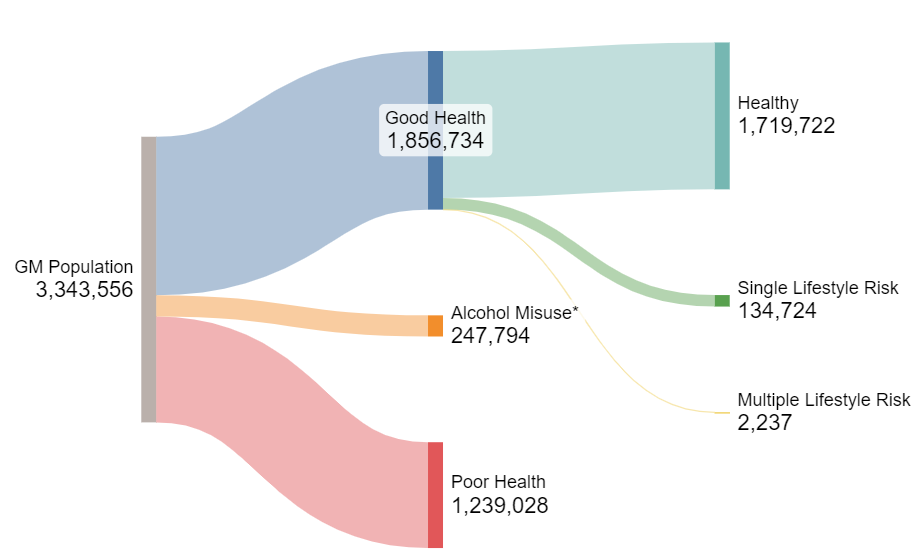 GM Population
3,343,556
Good Health
1,856,734
Alcohol Misuse*
247,794
Poor Health
1,239,028
Healthy
1,719,722
Single Lifestyle Risk
134,724
Multiple Lifestyle Risk
2,237